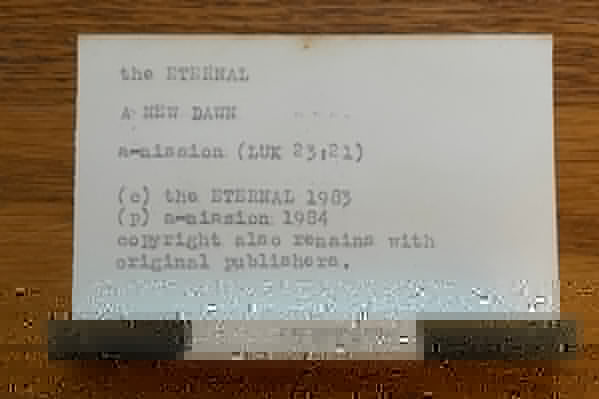 the ETERNAL
A NEW DAWN
a-mission (LUK 23:21)
(c) the ETERNAL 1983
(p) a-mission 1984
copyright also remains with
original publishers.